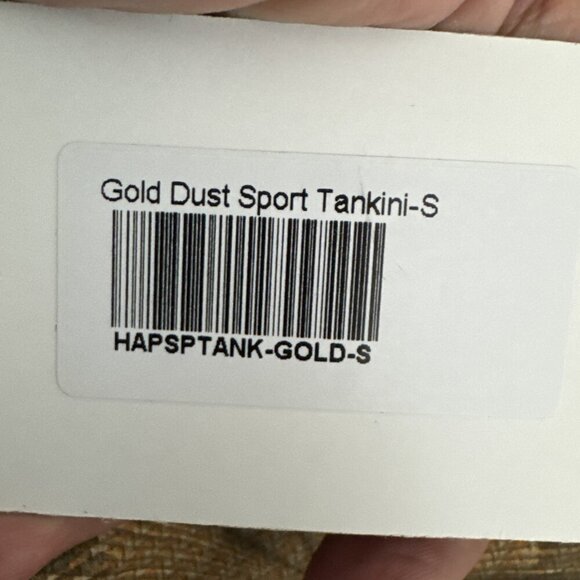 Gold Dust Sport Tankini-S
HAPSPTANK-GOLD-S